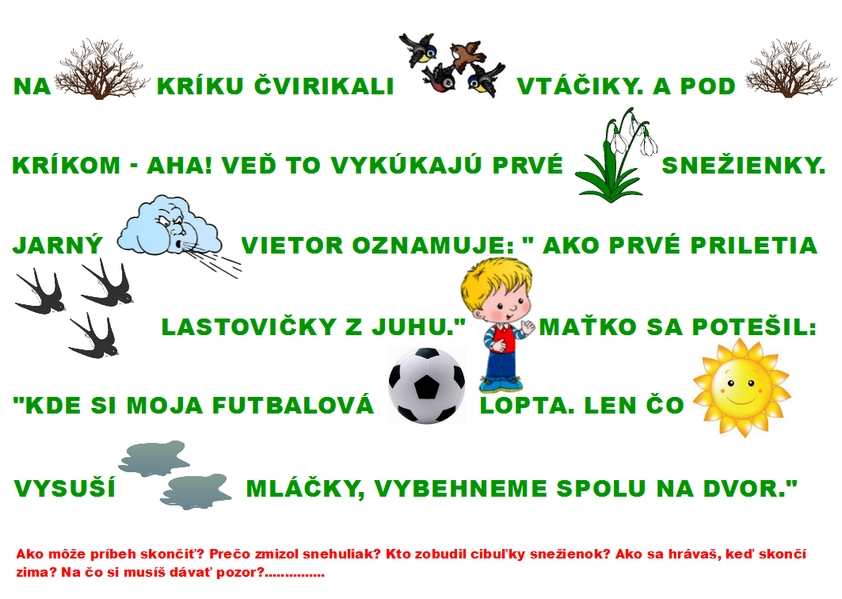 NA KRÍKU ČVIRIKALI VTÁČIKY. A POD
KRÍKOM - AHA! VEĎ TO VYKÚKAJÚ PRVÉ SNEŽIENKY.
JARNÝ VIETOR OZNAMUJE: " AKO PRVÉ PRILETIA
LASTOVIČKY Z JUHU." MAŤKO SA POTEŠIL:
"KDE SI MOJA FUTBALOVÁ LOPTA. LEN ČO
VYSUŠÍ MLÁČKY, VYBEHNEME SPOLU NA DVOR."
Ako môže príbeh skončiť? Prečo zmizol snehuliak? Kto zobudil cibuľky snežienok? Ako sa hrávaš, keď skončí
zima? Na čo si musíš dávať pozor?...............